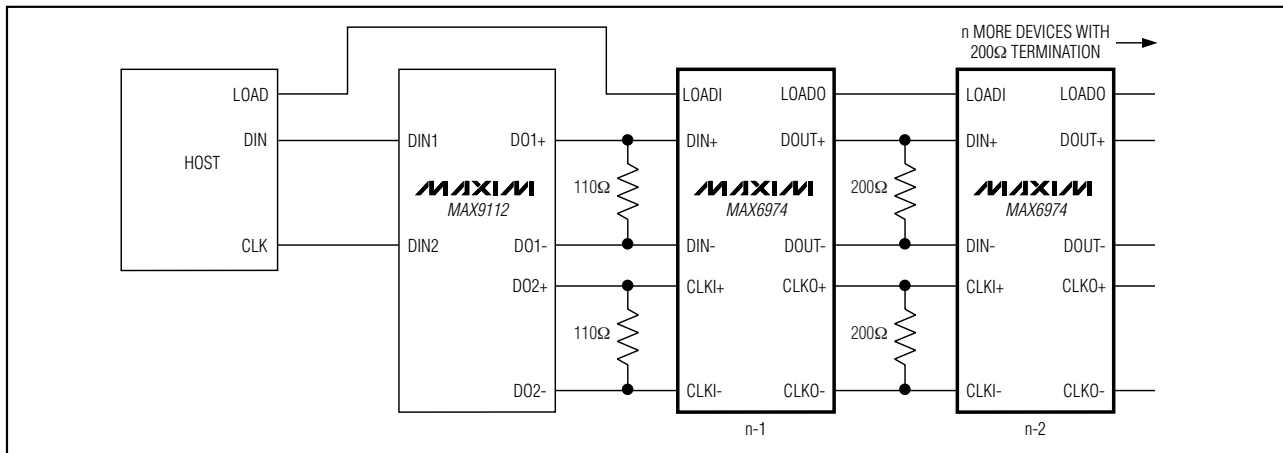 n MORE DEVICES WITH
200Ω TERMINATION
HOST
LOAD
DIN
CLK
DIN1
DIN2
MAXIM
MAX9112
DO1+
DO1-
DO2+
DO2-
110Ω
110Ω
LOADI
DIN+
DIN-
CLKI+
CLKI-
MAXIM
MAX6974
LOADO
DOUT+
DOUT-
CLKO+
CLKO-
n-1
200Ω
200Ω
LOADI
DIN+
DIN-
CLKI+
CLKI-
MAXIM
MAX6974
LOADO
DOUT+
DOUT-
CLKO+
CLKO-
n-2